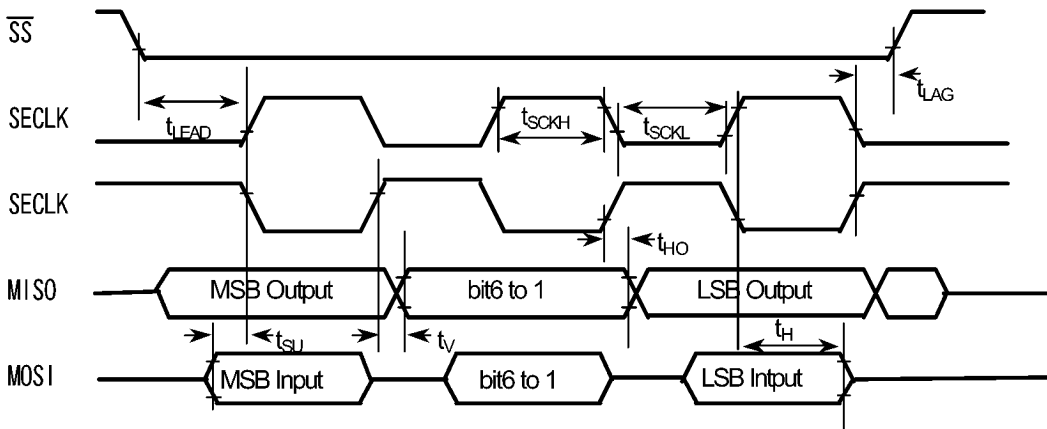 SS
SECLK
tLEAD
tSCKH
tSCKL
tLAG
SECLK
tHO
MISO
MSB Output
bit6 to 1
LSB Output
tSU
tV
tH
MOSI
MSB Input
bit6 to 1
LSB Intput